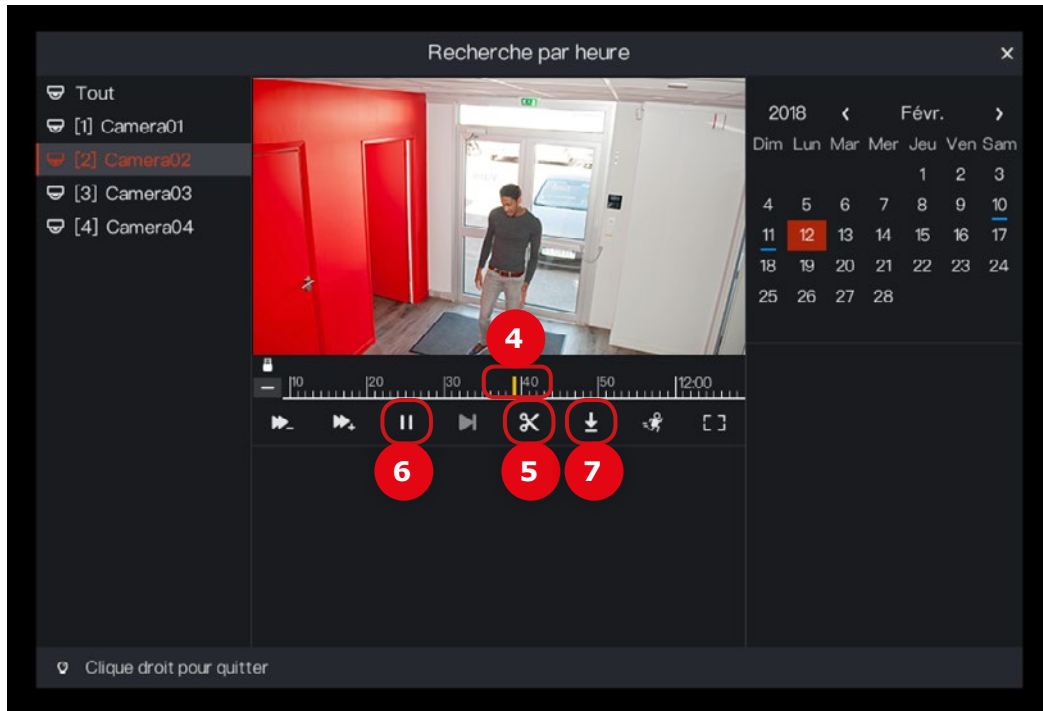 Recherche par heure
Tout
[1] Camera01
[2] Camera02
[3] Camera03
[4] Camera04
2018 Févr.
Dim Lun Mar Mer Jeu Ven Sam
1 2 3
4 5 6 7 8 9 10
11 12 13 14 15 16 17
18 19 20 21 22 23 24
25 26 27 28
4
10 20 30 40 50 12:00
6 5 7
Clique droit pour quitter